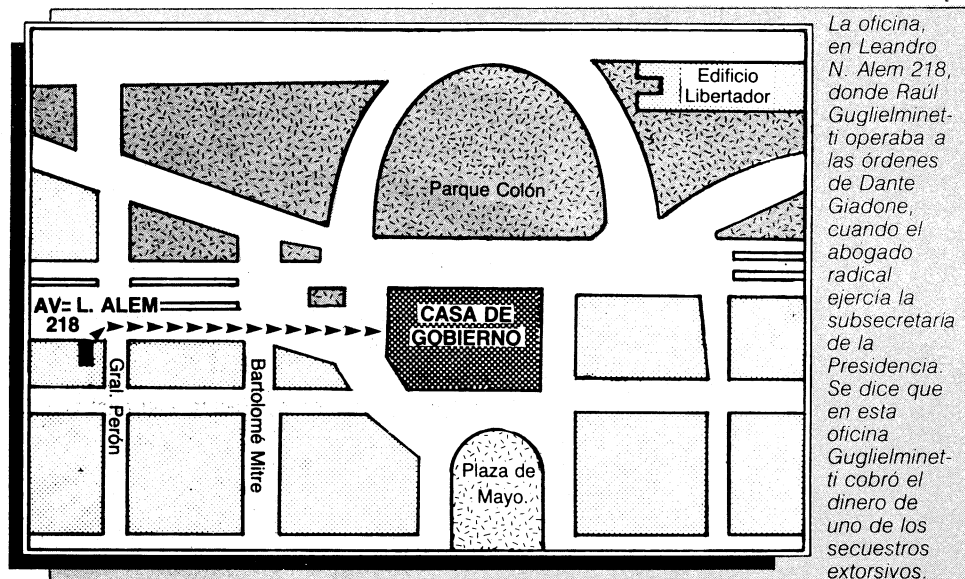 Edificio
Libertador
Parque Colón
AV= L. ALEM
218
CASA DE
GOBIERNO
Gral. Perón
Bartolomé Mitre
Plaza de
Mayo.
La oficina,
en Leandro
N. Alem 218,
donde Raúl
Guglielminet-
ti operaba a
las órdenes
de Dante
Giadone,
cuando el
abogado
radical
ejercía la
subsecretaría
de la
Presidencia.
Se dice que
en esta
oficina
Guglielminet-
ti cobró el
dinero de
uno de los
secuestros
extorsivos.